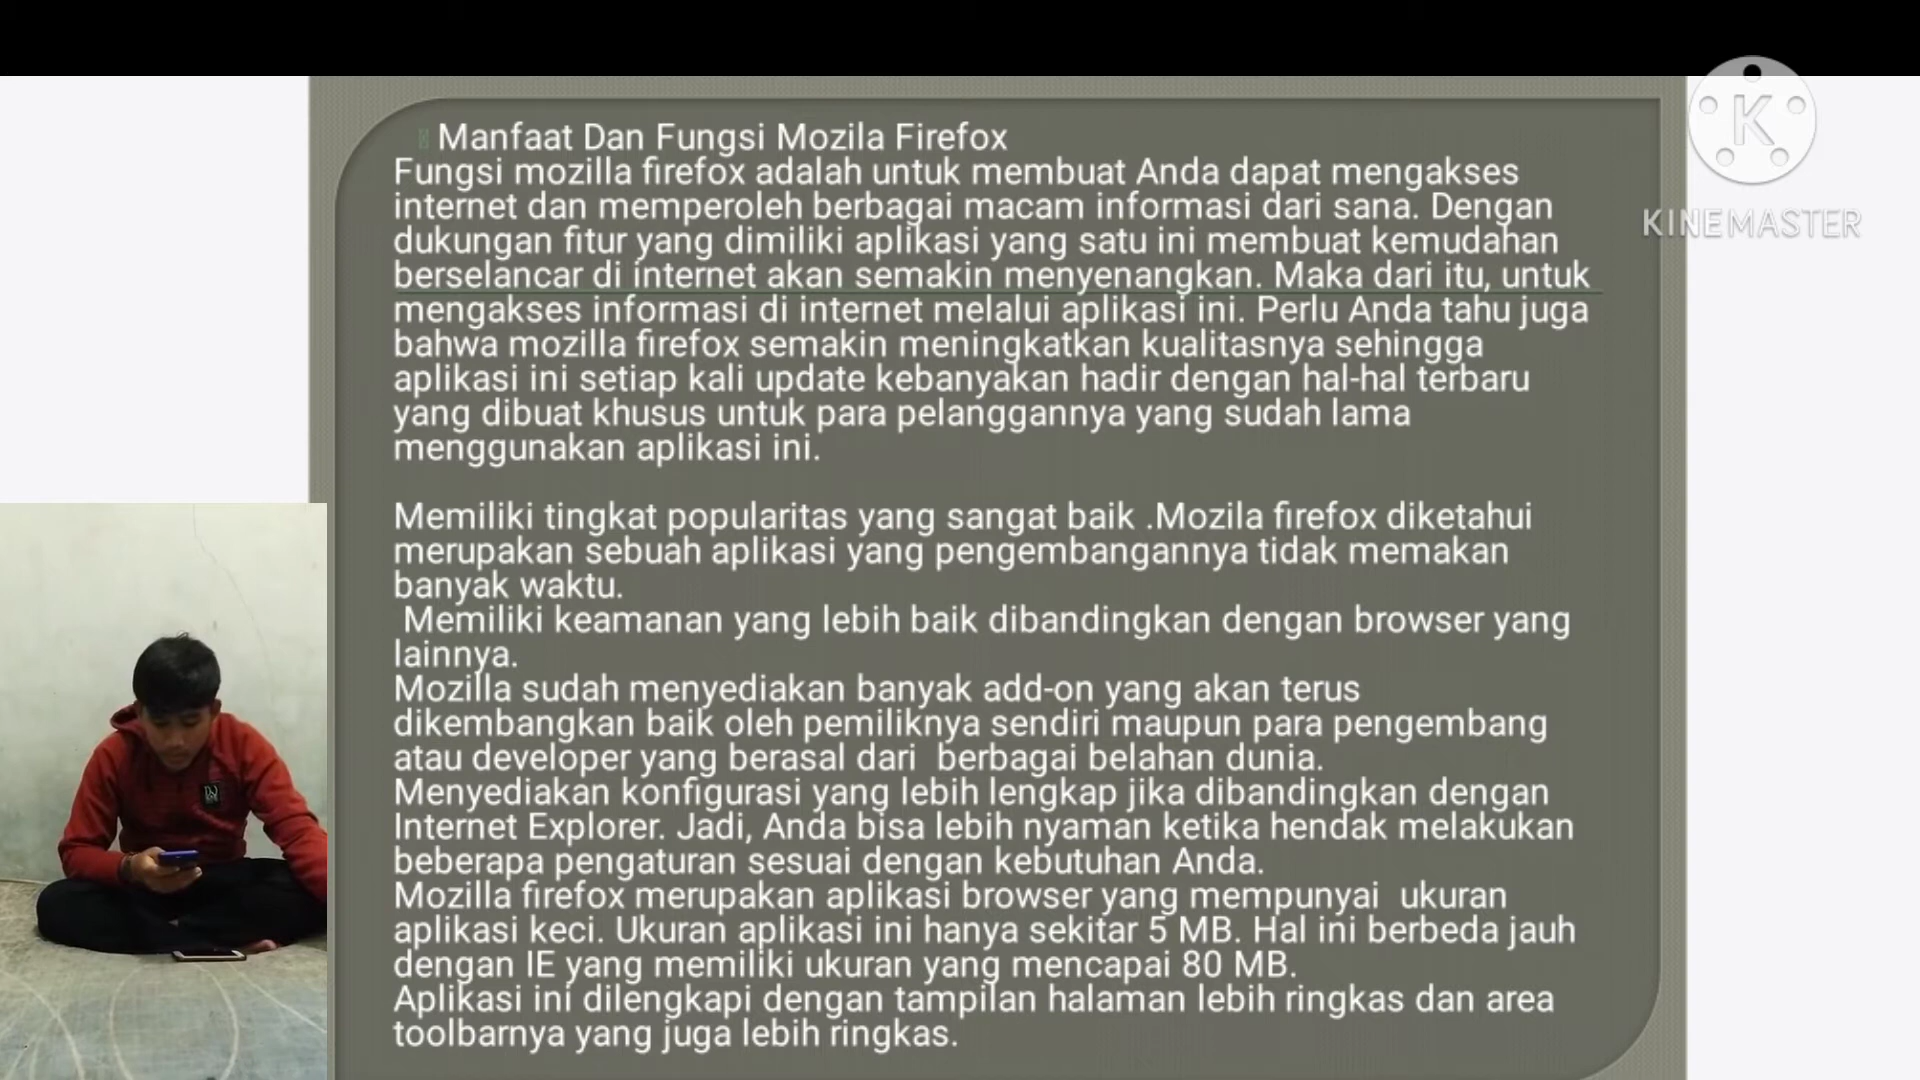 Manfaat Dan Fungsi Mozila Firefox
Fungsi mozilla firefox adalah untuk membuat Anda dapat mengakses
internet dan memperoleh berbagai macam informasi dari sana. Dengan
dukungan fitur yang dimiliki aplikasi yang satu ini membuat kemudahan
berselancar di internet akan semakin menyenangkan. Maka dari itu, untuk
mengakses informasi di internet melalui aplikasi ini. Perlu Anda tahu juga
bahwa mozilla firefox semakin meningkatkan kualitasnya sehingga
aplikasi ini setiap kali update kebanyakan hadir dengan hal-hal terbaru
yang dibuat khusus untuk para pelanggannya yang sudah lama
menggunakan aplikasi ini.
Memiliki tingkat popularitas yang sangat baik .Mozila firefox diketahui
merupakan sebuah aplikasi yang pengembangannya tidak memakan
banyak waktu.
Memiliki keamanan yang lebih baik dibandingkan dengan browser yang
lainnya.
Mozilla sudah menyediakan banyak add-on yang akan terus
dikembangkan baik oleh pemiliknya sendiri maupun para pengembang
atau developer yang berasal dari  berbagai belahan dunia.
Menyediakan konfigurasi yang lebih lengkap jika dibandingkan dengan
Internet Explorer. Jadi, Anda bisa lebih nyaman ketika hendak melakukan
beberapa pengaturan sesuai dengan kebutuhan Anda.
Mozilla firefox merupakan aplikasi browser yang mempunyai  ukuran
aplikasi keci. Ukuran aplikasi ini hanya sekitar 5 MB. Hal ini berbeda jauh
dengan IE yang memiliki ukuran yang mencapai 80 MB.
Aplikasi ini dilengkapi dengan tampilan halaman lebih ringkas dan area
toolbarnya yang juga lebih ringkas.
K
KINEMASTER